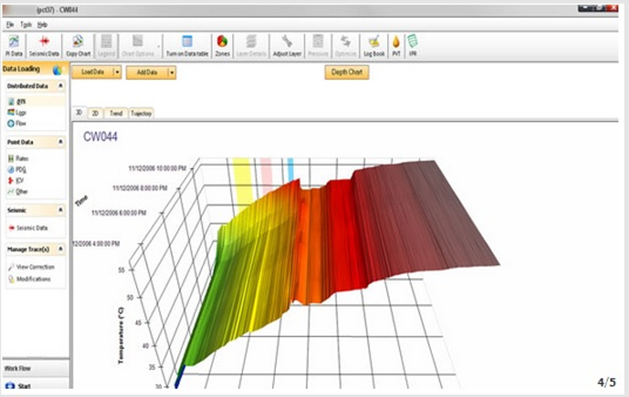 (pct07) - CW044
File Tools Help
PI Data Seismic Data Copy Chart Legend Chart Options Turn on Data table Zones Layer Details Adjust Layer Pressure Optimize Log Book PVT IPR
Data Loading
Load Data Add Data Depth Chart
Distributed Data
Logs
Flow
3D 2D Trend Trajectory
CW044
Point Data
Rates
PDG
ICV
Other
Seismic
Seismic Data
Manage Trace(s)
View Correction
Modifications
Work Flow
Start
Time
11/12/2006 10:00:00 PM
11/12/2006 8:00:00 PM
11/12/2006 6:00:00 PM
12/2006 4:00:00 PM
Temperature (°C)
55
50
45
40
35
30
4/5